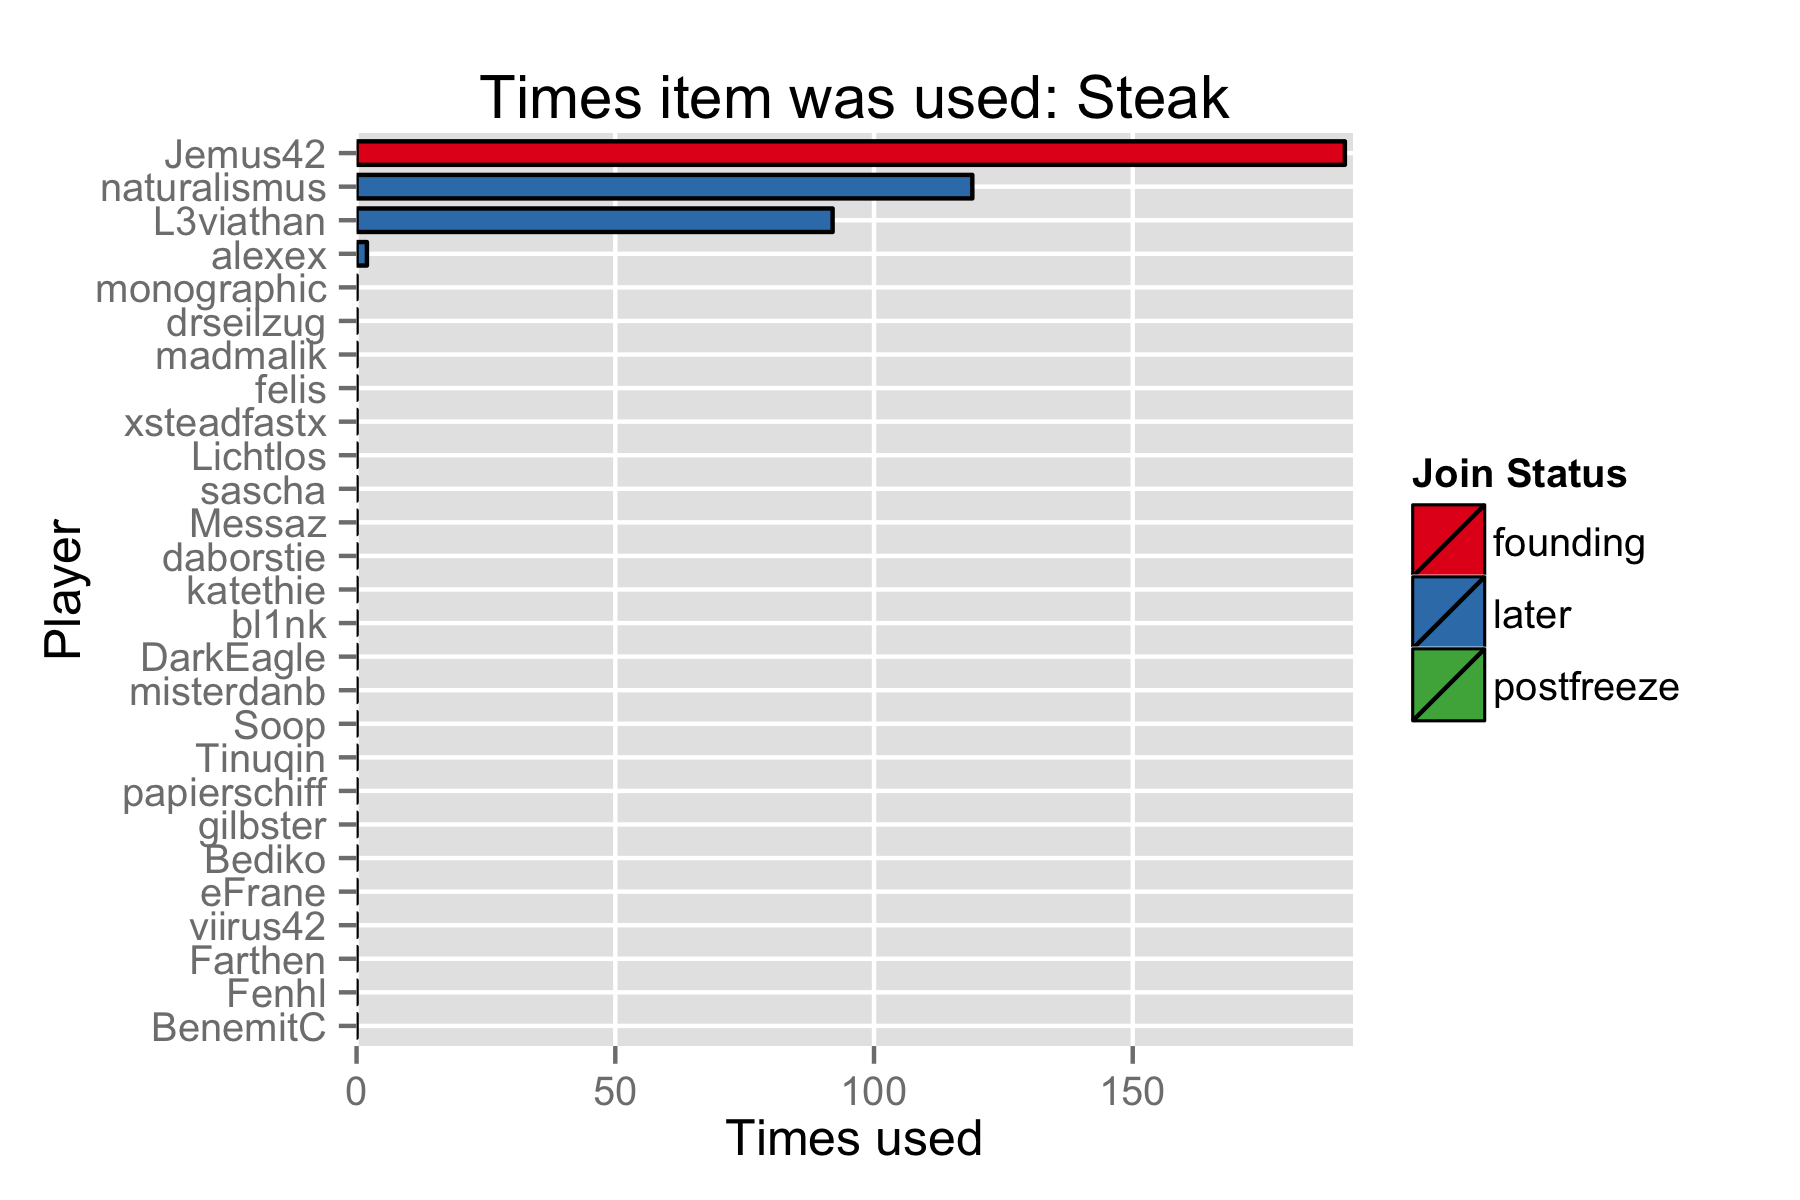 Times item was used: Steak
Jemus42
naturalismus
L3viathan
alexex
monographic
drseilzug
madmalik
felis
xsteadfastx
Lichtlos
sascha
Messaz
daborstie
katethie
bl1nk
DarkEagle
misterdanb
Soop
Tinuqin
papierschiff
gilbster
Bediko
eFrane
viirus42
Farthen
Fenhl
BenemitC
Player
0 50 100 150
Times used
Join Status
founding
later
postfreeze